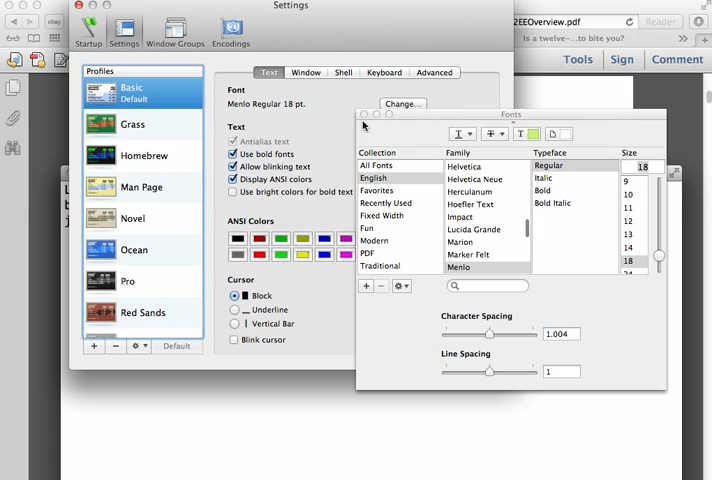 Settings
2EEOverview.pdf
Reader
ebay
Is a twelve-...to bite you?
Startup
Settings
Window Groups
Encodings
Tools
Sign
Comment
Profiles
Basic
Default
Grass
Homebrew
Man Page
Novel
Ocean
Pro
Red Sands
Default
Text
Window
Shell
Keyboard
Advanced
Font
Menlo Regular 18 pt.
Change...
Text
Antialias text
Use bold fonts
Allow blinking text
Display ANSI colors
Use bright colors for bold text
ANSI Colors
Cursor
Block
Underline
Vertical Bar
Blink cursor
Fonts
T
T
T
Collection
All Fonts
English
Favorites
Recently Used
Fixed Width
Fun
Modern
PDF
Traditional
Family
Helvetica
Helvetica Neue
Herculanum
Hoefler Text
Impact
Lucida Grande
Marion
Marker Felt
Menlo
Typeface
Regular
Italic
Bold
Bold Italic
Size
18
9
10
11
12
13
14
18
24
Character Spacing
1.004
Line Spacing
1